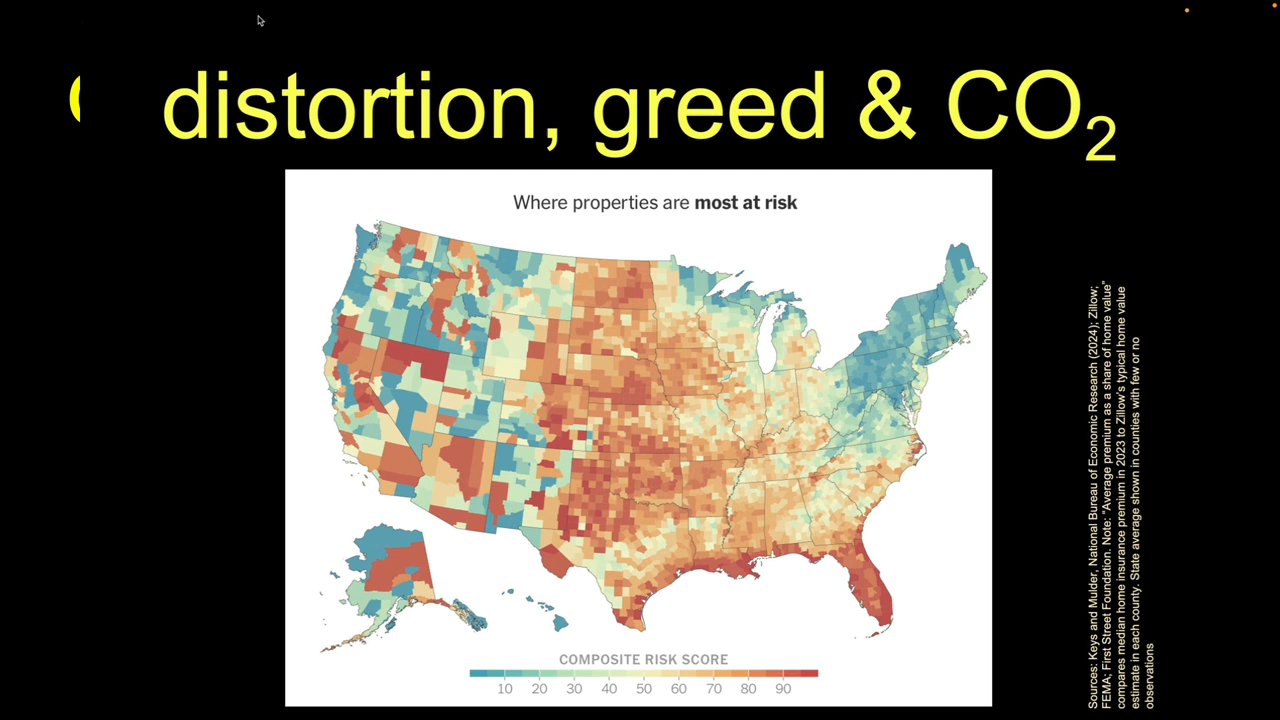 distortion, greed & CO₂
Where properties are most at risk
COMPOSITE RISK SCORE
10 20 30 40 50 60 70 80 90
Sources: Keys and Mulder, National Bureau of Economic Research (2024); Zillow;
FEMA; First Street Foundation. Note: "Average premium as a share of home value"
compares median home insurance premium in 2023 to Zillow's typical home value
estimate in each county. State average shown in counties with few or no
observations